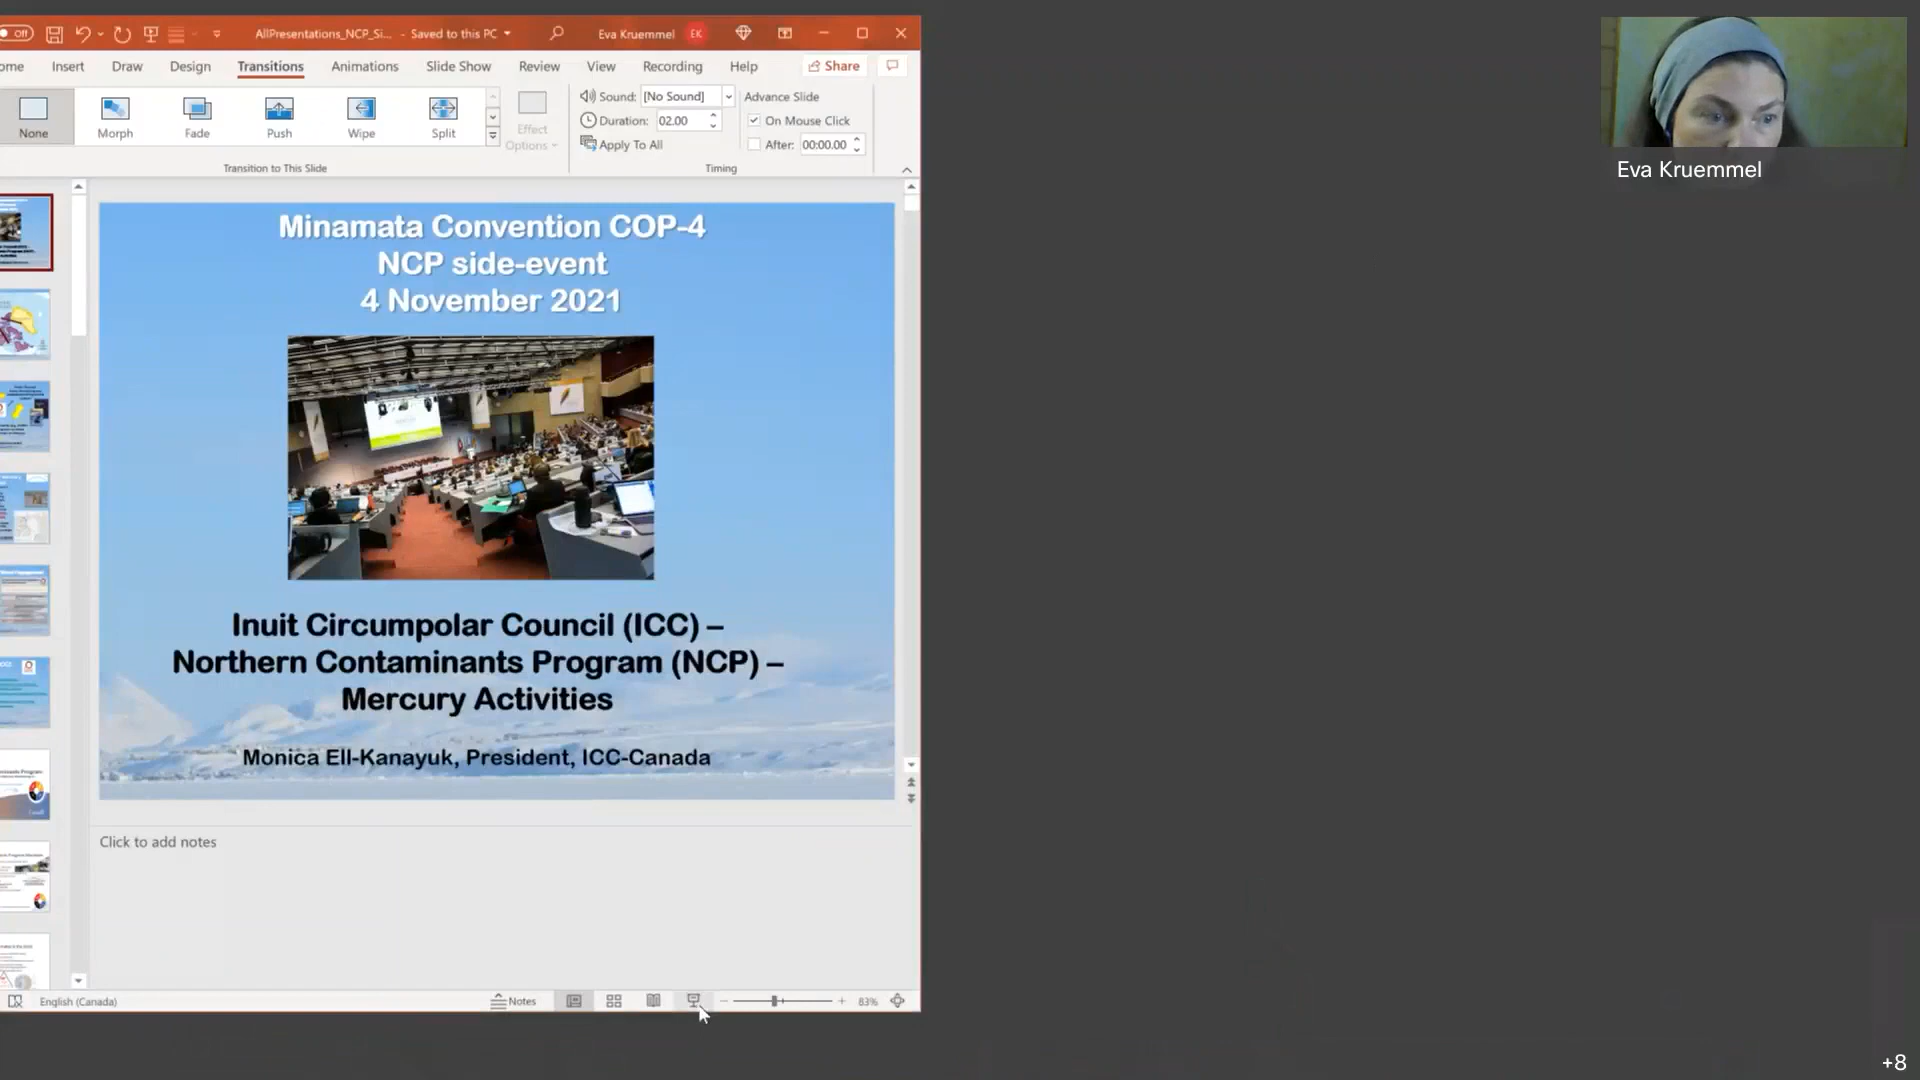 Off
AllPresentations_NCP_Si... - Saved to this PC
Eva Kruemmel
EK
ome
Insert
Draw
Design
Transitions
Animations
Slide Show
Review
View
Recording
Help
Share
None
Morph
Fade
Push
Wipe
Split
Effect
Options
Sound:
[No Sound]
Duration:
02.00
Apply To All
Advance Slide
On Mouse Click
After:
00:00.00
Transition to This Slide
Timing
Minamata Convention COP-4
NCP side-event
4 November 2021
Inuit Circumpolar Council (ICC) –
Northern Contaminants Program (NCP) –
Mercury Activities
Monica Ell-Kanayuk, President, ICC-Canada
Click to add notes
English (Canada)
Notes
83%
Eva Kruemmel
+8